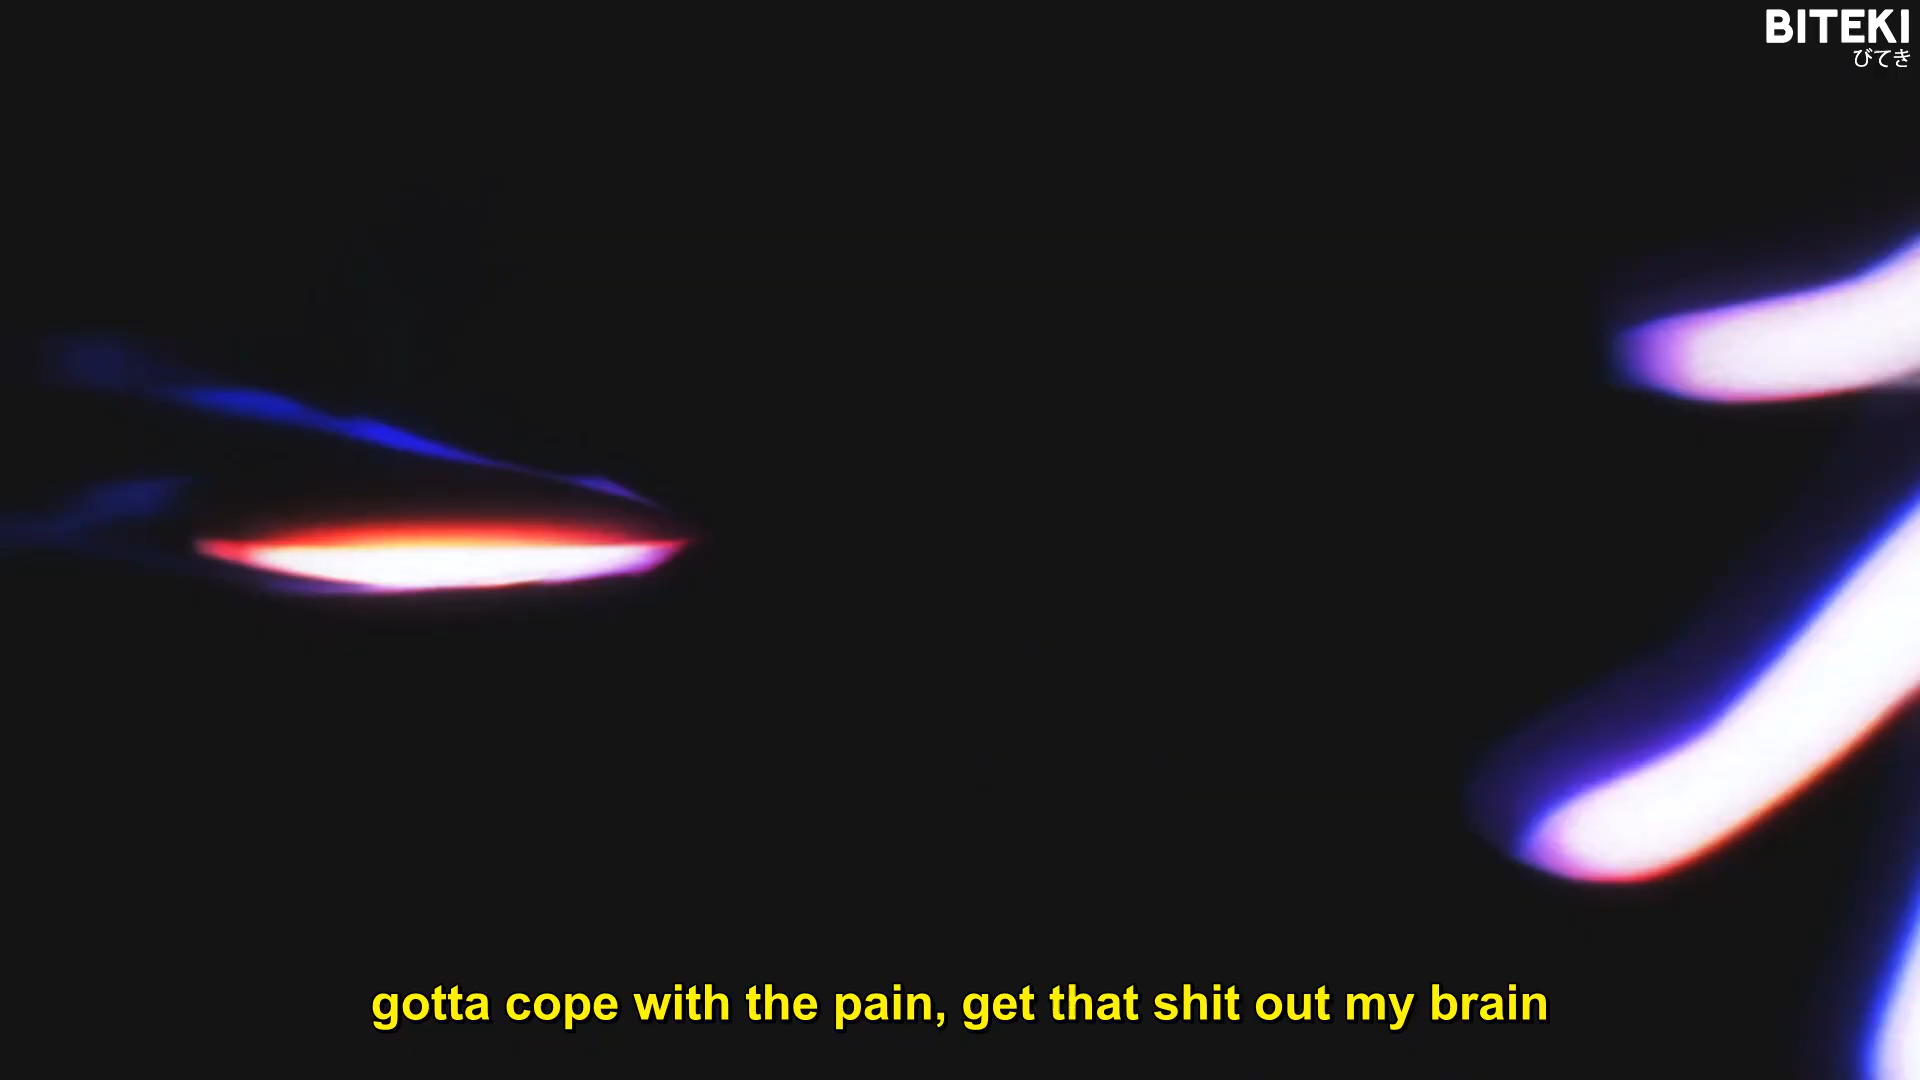 BITEKI
びてき
gotta cope with the pain, get that shit out my brain